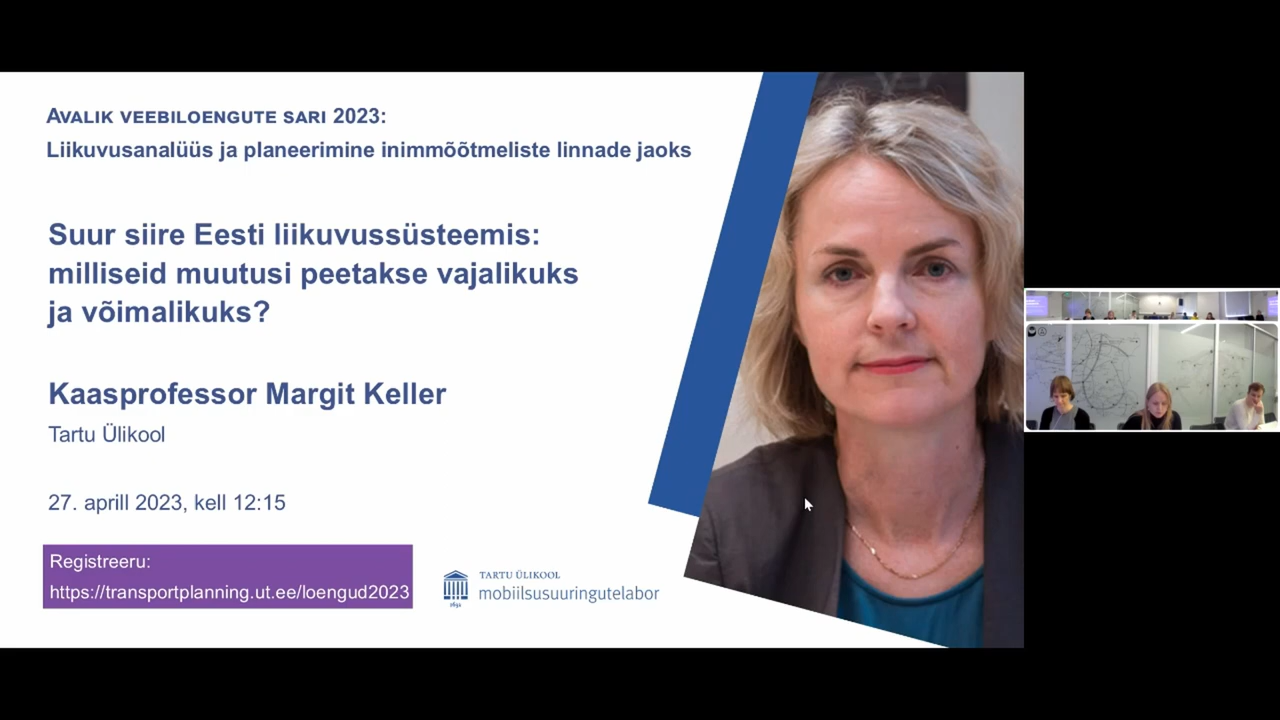 AVALIK VEEBILOENGUTE SARI 2023:
Liikuvusanalüüs ja planeerimine inimmõõtmeliste linnade jaoks
Suur siire Eesti liikuvussüsteemis:
milliseid muutusi peetakse vajalikuks
ja võimalikuks?
Kaasprofessor Margit Keller
Tartu Ülikool
27. aprill 2023, kell 12:15
Registreeru:
https://transportplanning.ut.ee/loengud2023
TARTU ÜLIKOOL
mobiilsusuuringutelabor
1632